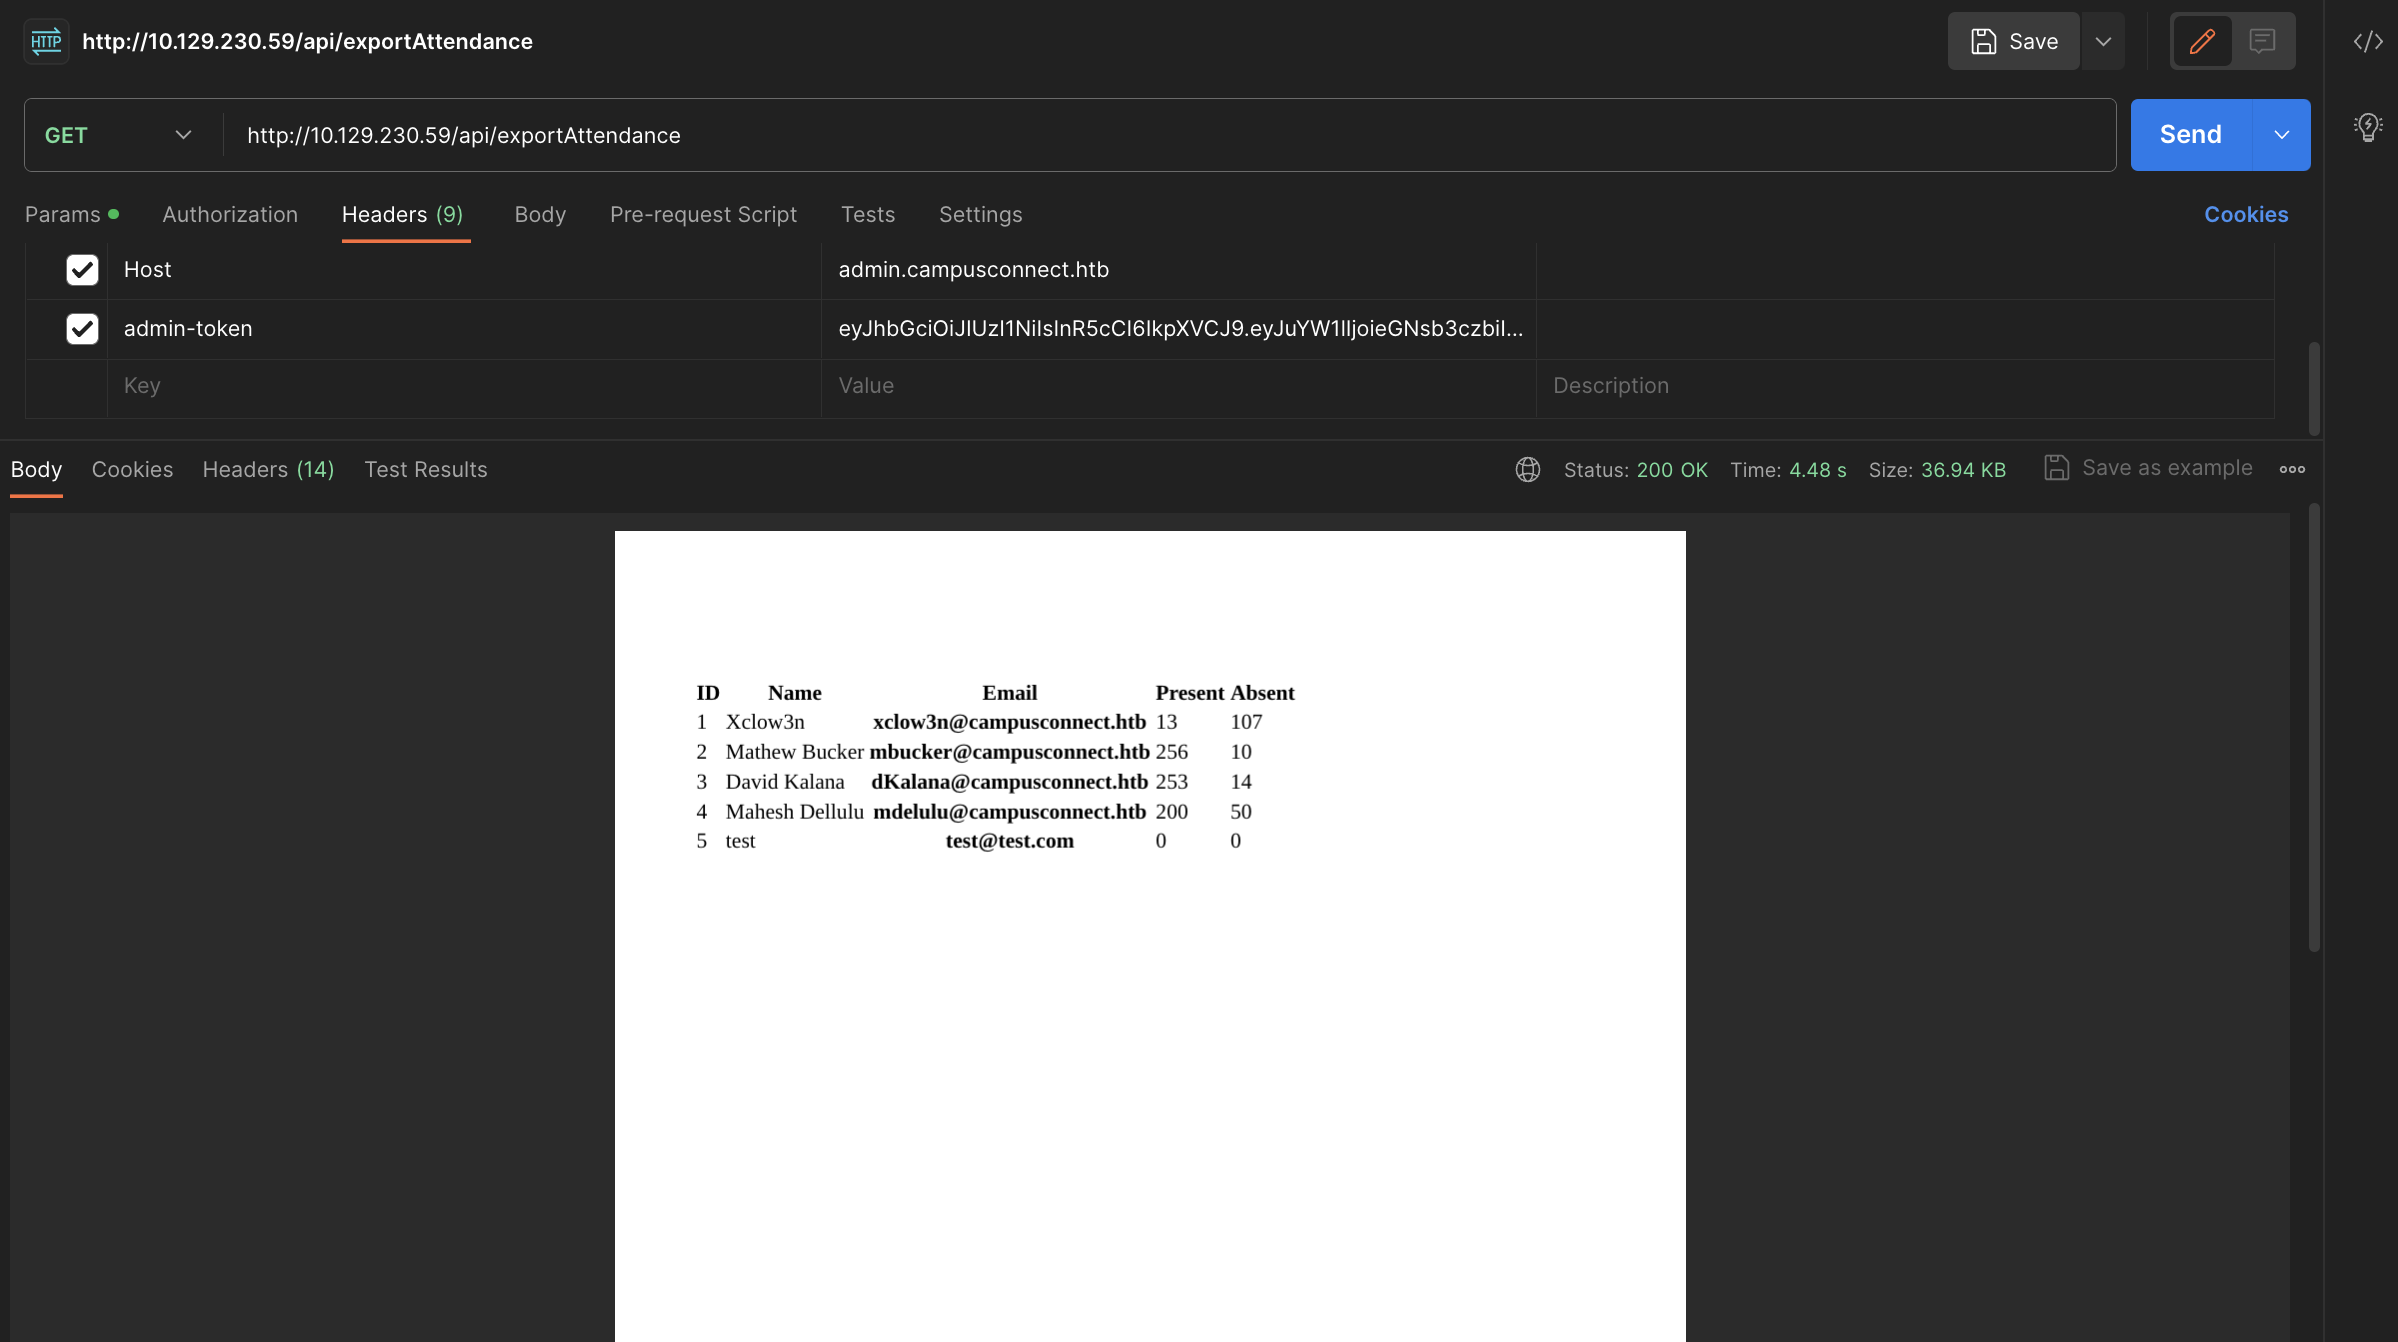 HTTP http://10.129.230.59/api/exportAttendance Save
GET http://10.129.230.59/api/exportAttendance Send
Params Authorization Headers (9) Body Pre-request Script Tests Settings Cookies
Host admin.campusconnect.htb
admin-token eyJhbGciOiJIUzI1NiIsInR5cCI6IkpXVCJ9.eyJuYW1lIjoieGNsb3czbiI...
Key Value Description
Body Cookies Headers (14) Test Results Status: 200 OK Time: 4.48 s Size: 36.94 KB Save as example
ID Name Email Present Absent
1 Xclow3n xclow3n@campusconnect.htb 13 107
2 Mathew Bucker mbucker@campusconnect.htb 256 10
3 David Kalana dKalana@campusconnect.htb 253 14
4 Mahesh Dellulu mdelulu@campusconnect.htb 200 50
5 test test@test.com 0 0